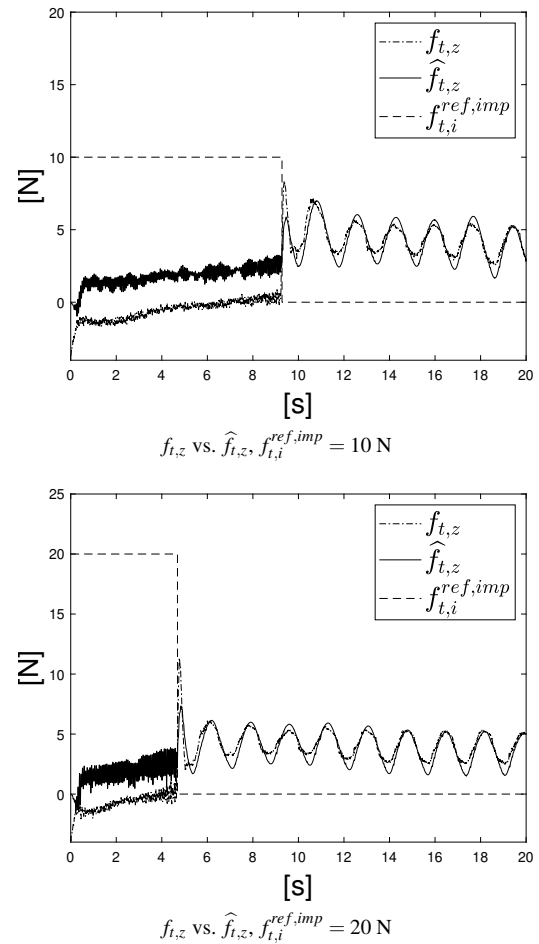 20
15
10
5
0
[N]
0 2 4 6 8 10 12 14 16 18 20
[s]
f_{t,z}
\widehat{f}_{t,z}
f_{t,i}^{ref,imp}
f_{t,z} vs. \widehat{f}_{t,z}, f_{t,i}^{ref,imp} = 10 N
25
20
15
10
5
0
[N]
0 2 4 6 8 10 12 14 16 18 20
[s]
f_{t,z}
\widehat{f}_{t,z}
f_{t,i}^{ref,imp}
f_{t,z} vs. \widehat{f}_{t,z}, f_{t,i}^{ref,imp} = 20 N